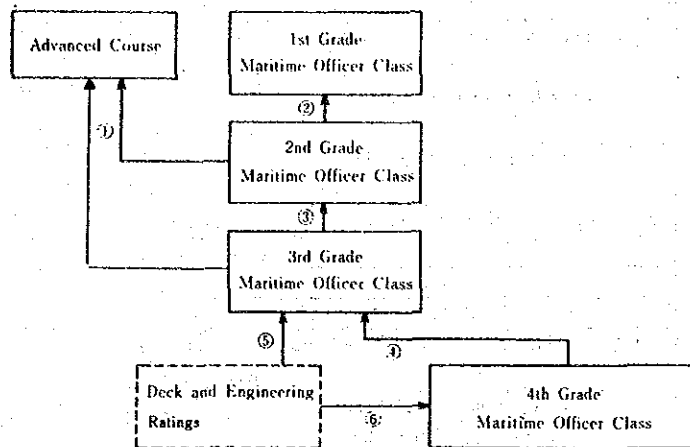 Advanced Course
1st Grade
Maritime Officer Class
①
②
2nd Grade
Maritime Officer Class
③
3rd Grade
Maritime Officer Class
⑤
④
Deck and Engineering
Ratings
⑥
4th Grade
Maritime Officer Class